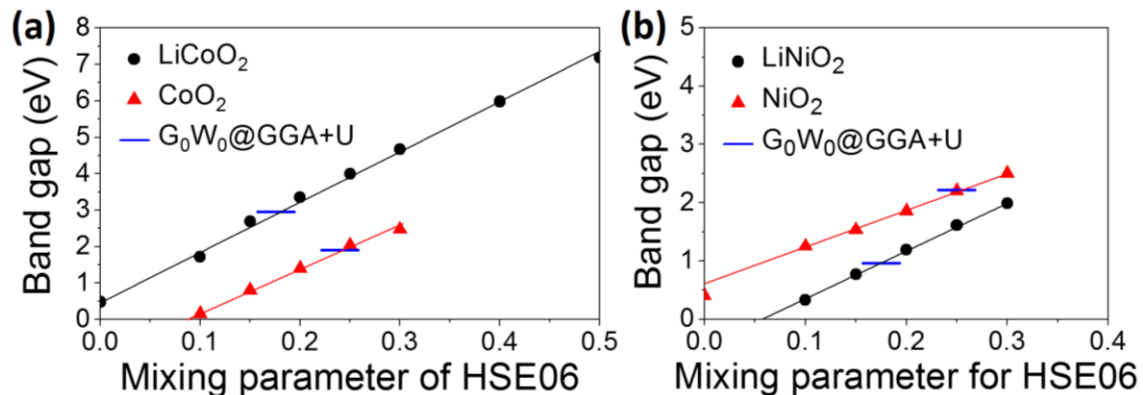 (a)
8
7
6
5
4
3
2
1
0
Band gap (eV)
LiCoO₂
CoO₂
G₀W₀@GGA+U
0.0 0.1 0.2 0.3 0.4 0.5
Mixing parameter of HSE06
(b)
5
4
3
2
1
0
Band gap (eV)
LiNiO₂
NiO₂
G₀W₀@GGA+U
0.0 0.1 0.2 0.3 0.4
Mixing parameter for HSE06